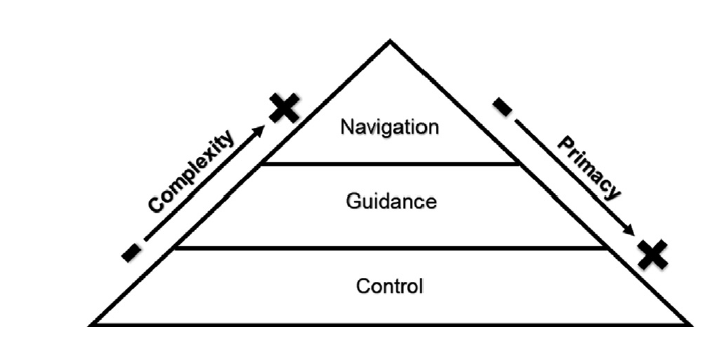 Navigation
Complexity
Primacy
Guidance
Control